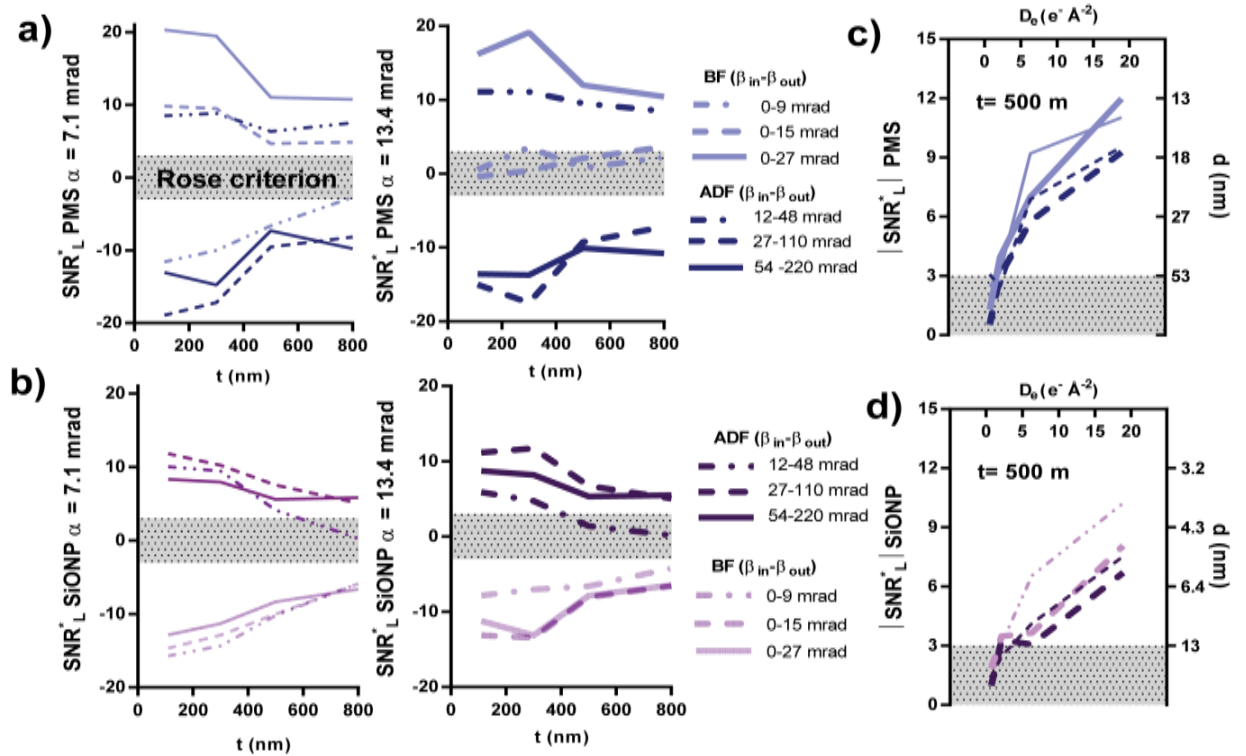 a)
SNR*L PMS α = 7.1 mrad
20
10
0
-10
-20
Rose criterion
0 200 400 600 800
t (nm)
SNR*L PMS α = 13.4 mrad
20
10
0
-10
-20
0 200 400 600 800
t (nm)
BF (βin-βout)
0-9 mrad
0-15 mrad
0-27 mrad
ADF (βin-βout)
12-48 mrad
27-110 mrad
54 -220 mrad
c)
De (e- Å-2)
0 5 10 15 20
t= 500 m
|SNR*L| PMS
15
12
9
6
3
0
13
18
27
53
d (nm)
b)
SNR*L SiONP α = 7.1 mrad
20
10
0
-10
-20
0 200 400 600 800
t (nm)
SNR*L SiONP α = 13.4 mrad
20
10
0
-10
-20
0 200 400 600 800
t (nm)
ADF (βin-βout)
12-48 mrad
27-110 mrad
54-220 mrad
BF (βin-βout)
0-9 mrad
0-15 mrad
0-27 mrad
d)
De (e- Å-2)
0 5 10 15 20
t= 500 m
|SNR*L| SiONP
15
12
9
6
3
0
3.2
4.3
6.4
13
d (nm)